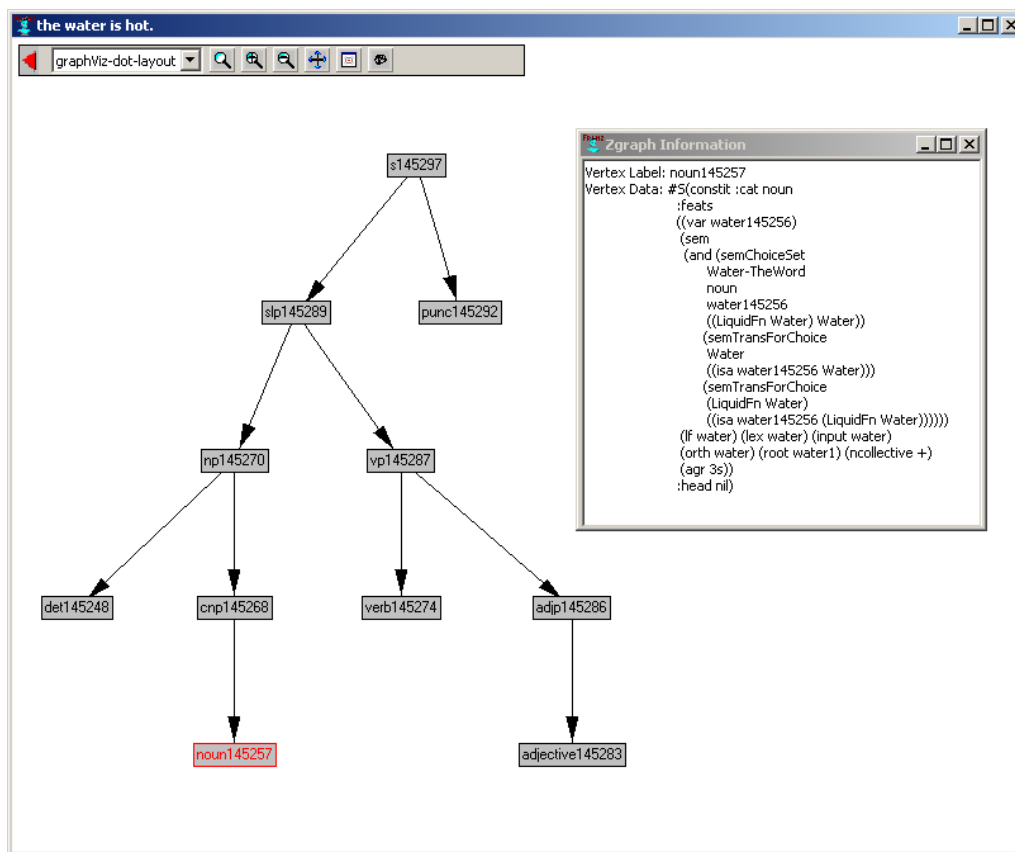 the water is hot.
graphViz-dot-layout
s145297
slp145289
punc145292
np145270
vp145287
det145248
cnp145268
verb145274
adjp145286
noun145257
adjective145283
Franz
Zgraph Information
Vertex Label: noun145257
Vertex Data: #S(constit :cat noun
:feats
((var water145256)
(sem
(and (semChoiceSet
Water-TheWord
noun
water145256
((LiquidFn Water) Water))
(semTransForChoice
Water
((isa water145256 Water)))
(semTransForChoice
(LiquidFn Water)
((isa water145256 (LiquidFn Water))))))
(lf water) (lex water) (input water)
(orth water) (root water1) (ncollective +)
(agr 3s))
:head nil)